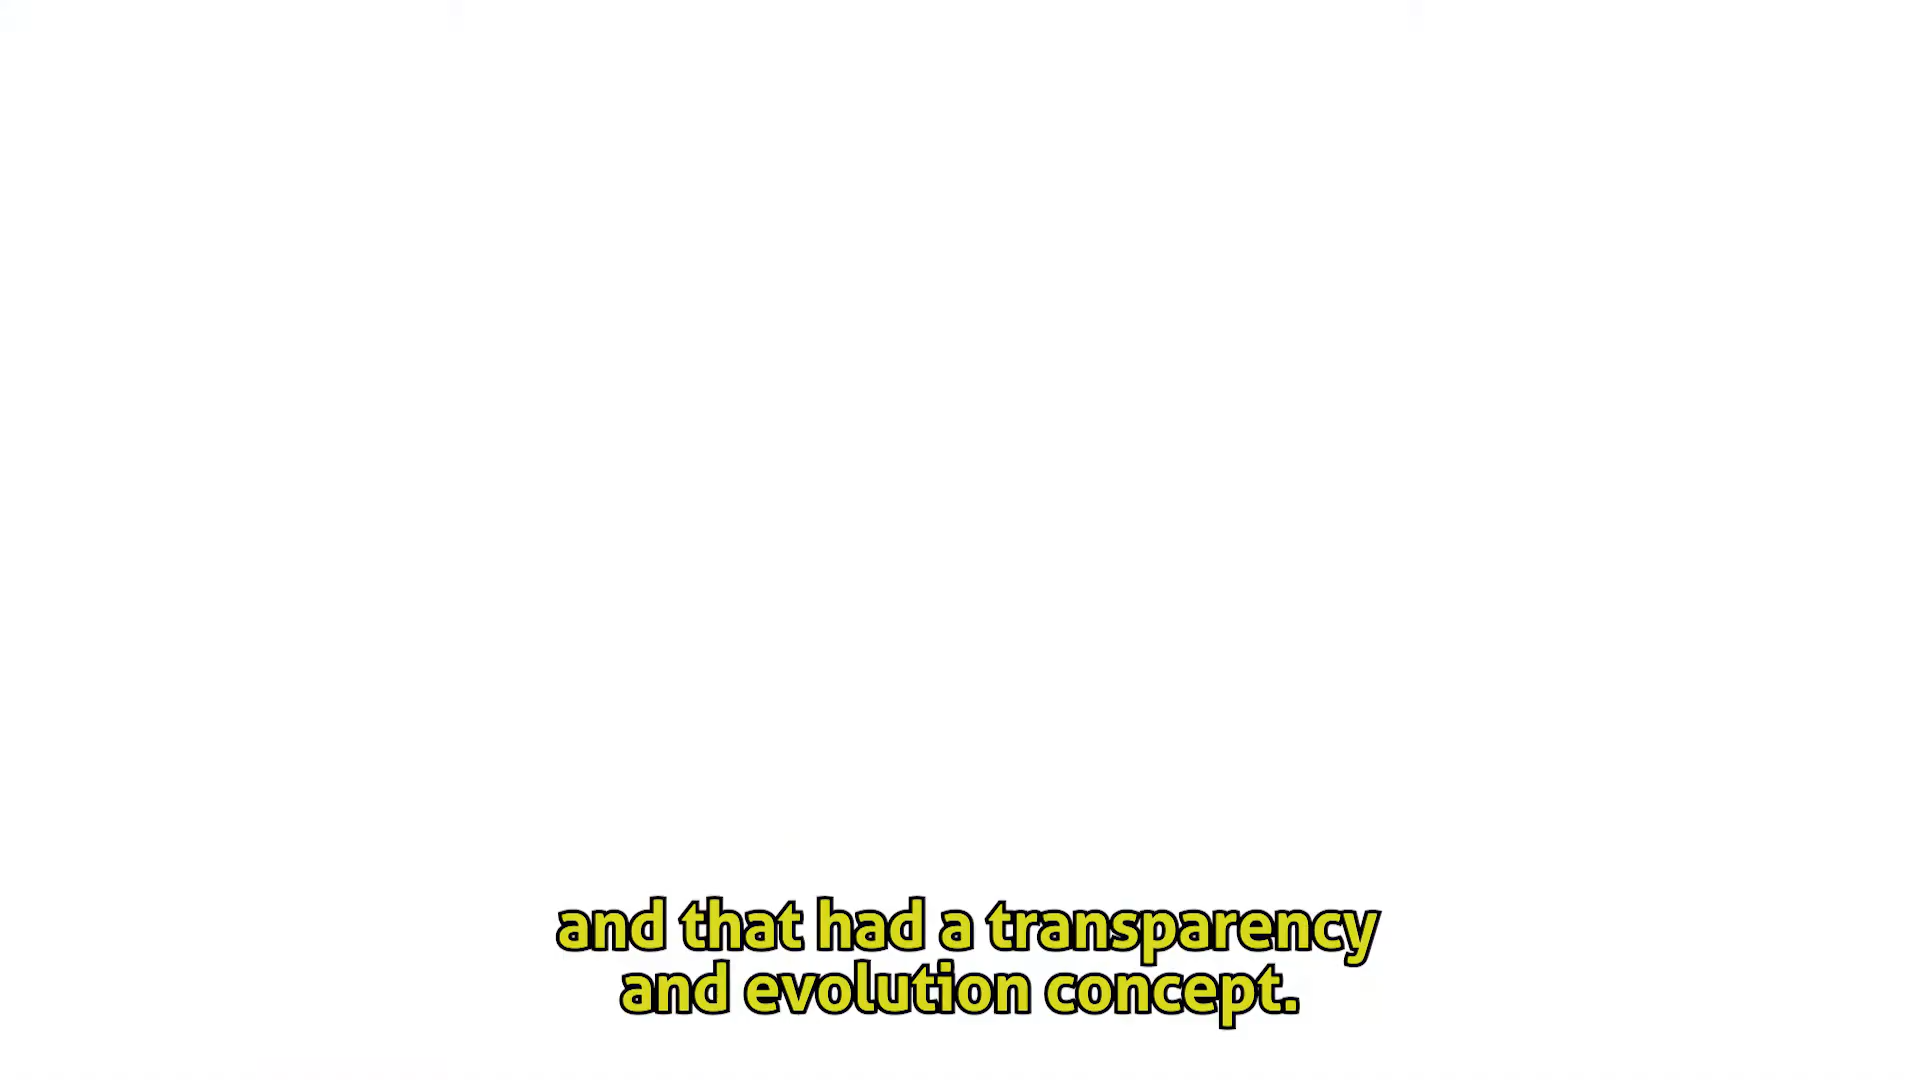 and that had a transparency
and evolution concept.